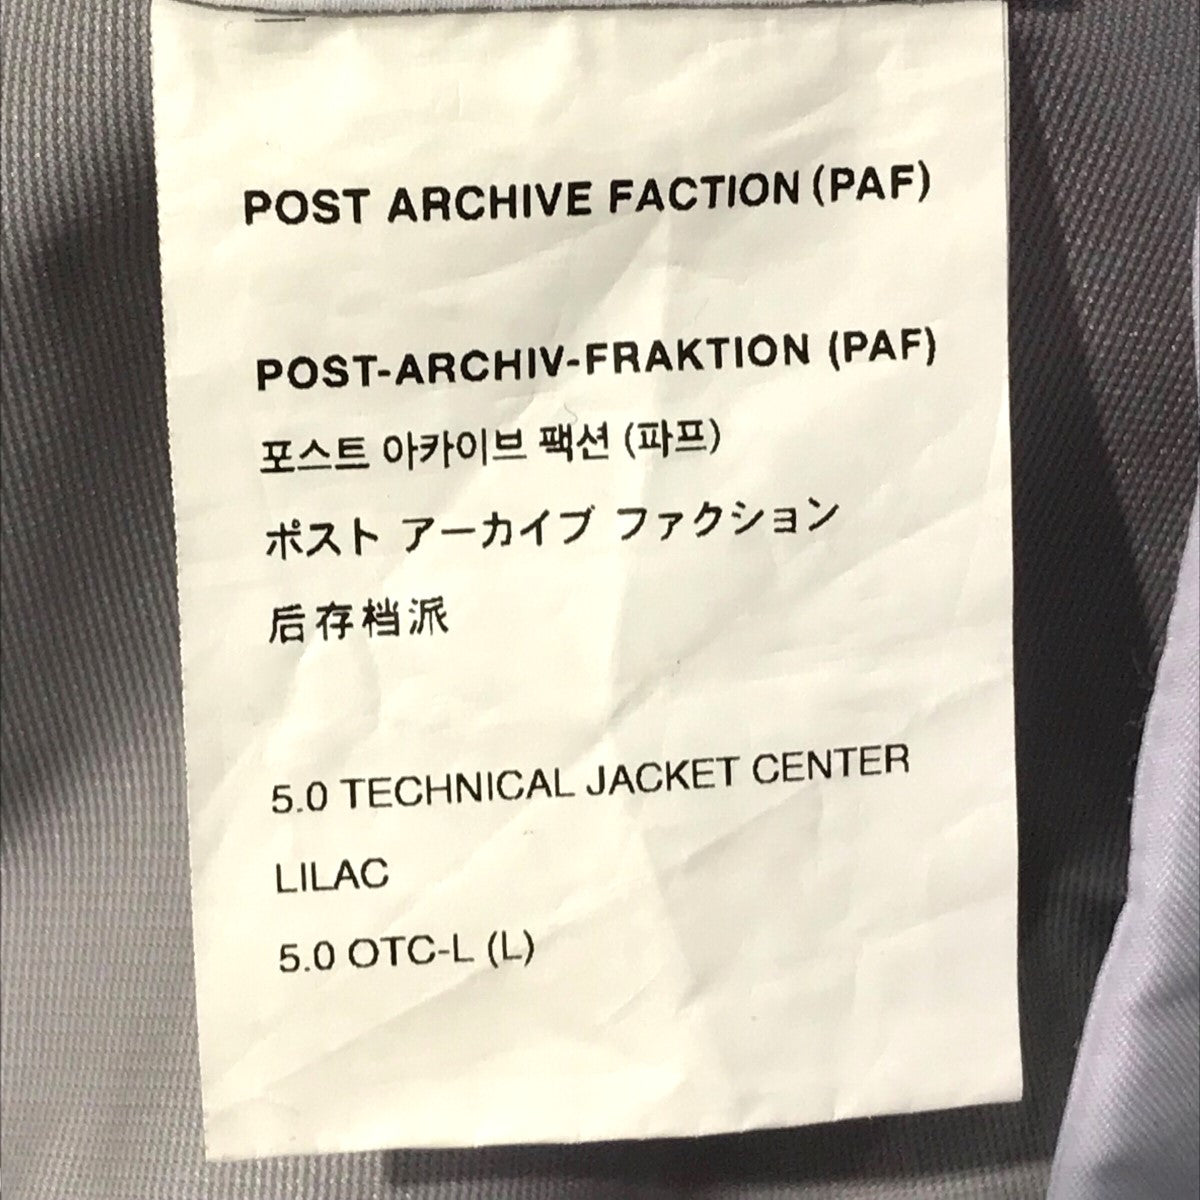 POST ARCHIVE FACTION (PAF)
POST-ARCHIV-FRAKTION (PAF)
포스트 아카이브 팩션 (파프)
ポスト アーカイブ ファクション
后存档派
5.0 TECHNICAL JACKET CENTER
LILAC
5.0 OTC-L (L)